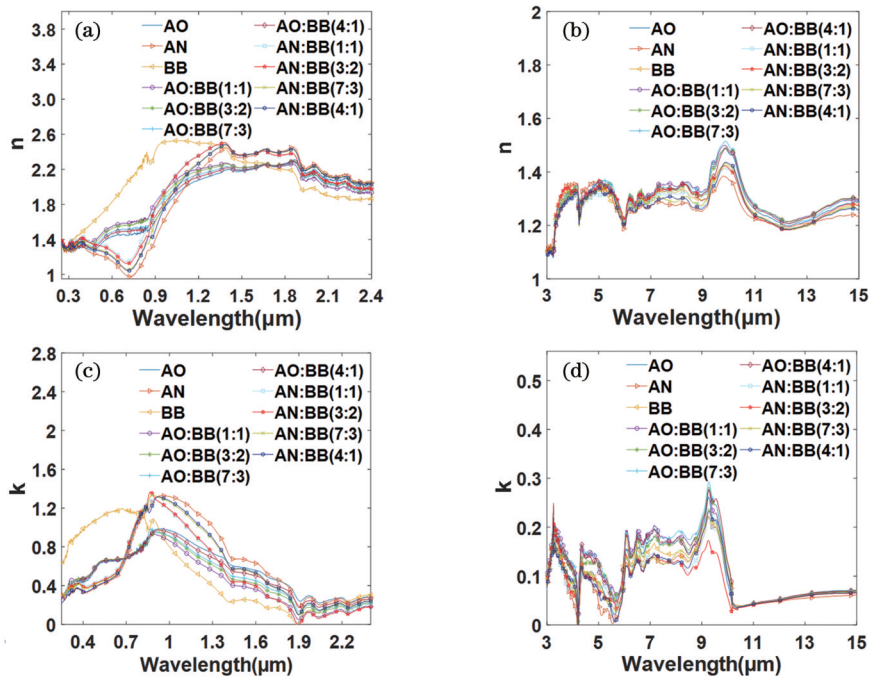 (a)
AO
AN
BB
AO:BB(1:1)
AO:BB(3:2)
AO:BB(7:3)
AO:BB(4:1)
AN:BB(1:1)
AN:BB(3:2)
AN:BB(7:3)
AN:BB(4:1)
3.8
3.4
3.0
2.6
2.2
1.8
1.4
1
n
0.3 0.6 0.9 1.2 1.5 1.8 2.1 2.4
Wavelength(μm)
(b)
AO
AN
BB
AO:BB(1:1)
AO:BB(3:2)
AO:BB(7:3)
AO:BB(4:1)
AN:BB(1:1)
AN:BB(3:2)
AN:BB(7:3)
AN:BB(4:1)
2
1.8
1.6
1.4
1.2
1
n
3 5 7 9 11 13 15
Wavelength(μm)
(c)
AO
AN
BB
AO:BB(1:1)
AO:BB(3:2)
AO:BB(7:3)
AO:BB(4:1)
AN:BB(1:1)
AN:BB(3:2)
AN:BB(7:3)
AN:BB(4:1)
2.8
2.4
2.0
1.6
1.2
0.8
0.4
0
k
0.4 0.7 1 1.3 1.6 1.9 2.2
Wavelength(μm)
(d)
AO
AN
BB
AO:BB(1:1)
AO:BB(3:2)
AO:BB(7:3)
AO:BB(4:1)
AN:BB(1:1)
AN:BB(3:2)
AN:BB(7:3)
AN:BB(4:1)
0.5
0.4
0.3
0.2
0.1
0
k
3 5 7 9 11 13 15
Wavelength(μm)